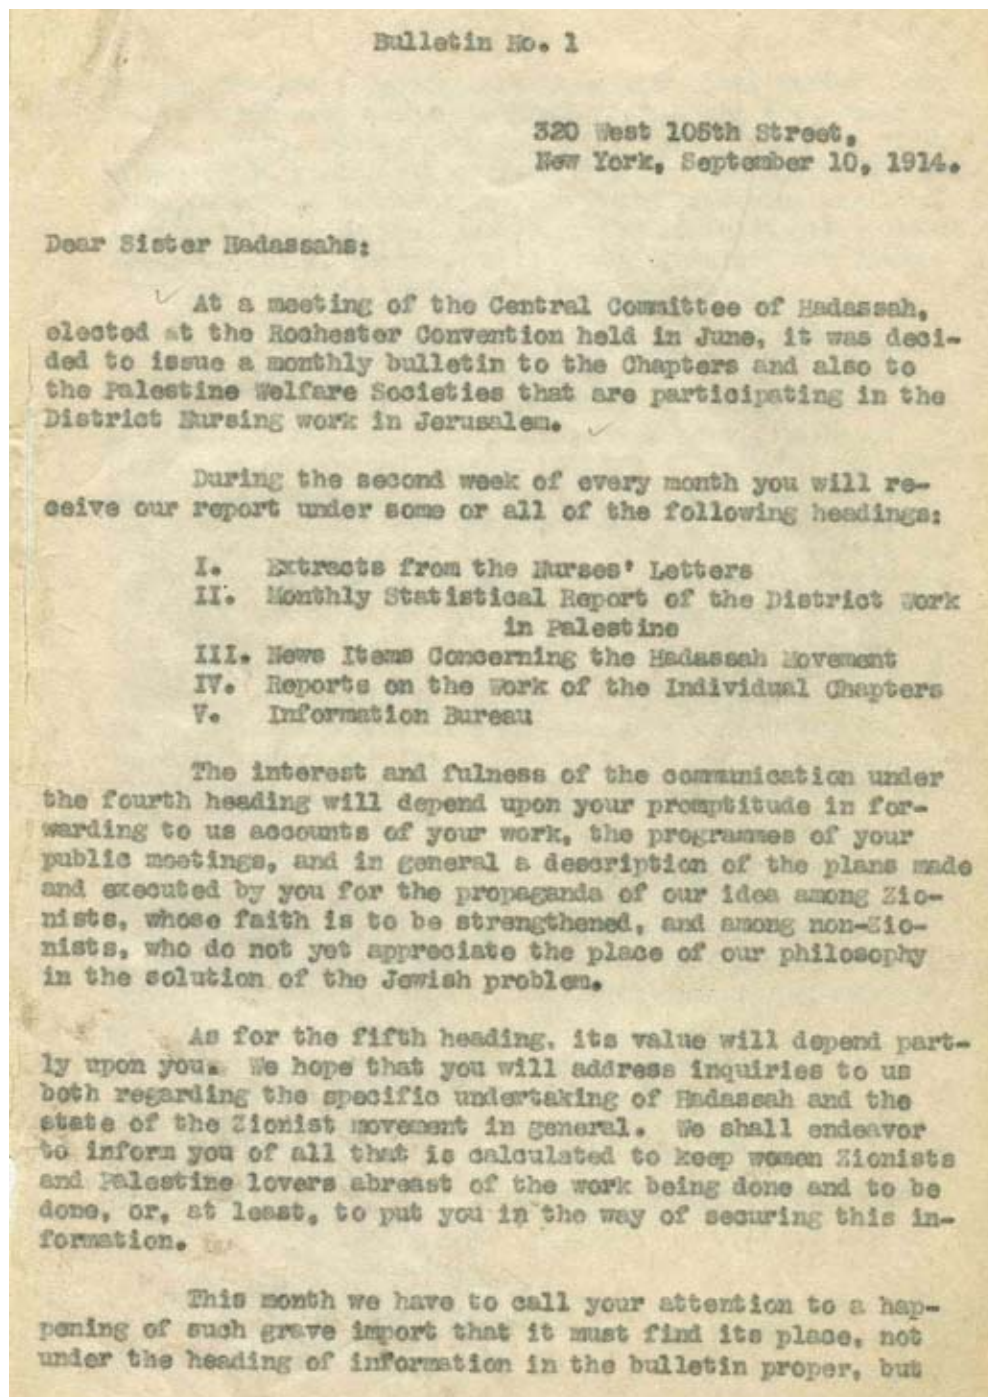 Bulletin No. 1
320 West 105th Street,
New York, September 10, 1914.
Dear Sister Hadassahs:
At a meeting of the Central Committee of Hadassah,
elected at the Rochester Convention held in June, it was deci-
ded to issue a monthly bulletin to the Chapters and also to
the Palestine Welfare Societies that are participating in the
District Nursing work in Jerusalem.
During the second week of every month you will re-
ceive our report under some or all of the following headings:
I. Extracts from the Nurses' Letters
II. Monthly Statistical Report of the District Work
in Palestine
III. News Items Concerning the Hadassah Movement
IV. Reports on the Work of the Individual Chapters
V. Information Bureau
The interest and fulness of the communication under
the fourth heading will depend upon your promptitude in for-
warding to us accounts of your work, the programmes of your
public meetings, and in general a description of the plans made
and executed by you for the propaganda of our idea among Zio-
nists, whose faith is to be strengthened, and among non-Zio-
nists, who do not yet appreciate the place of our philosophy
in the solution of the Jewish problem.
As for the fifth heading, its value will depend part-
ly upon you. We hope that you will address inquiries to us
both regarding the specific undertaking of Hadassah and the
state of the Zionist movement in general. We shall endeavor
to inform you of all that is calculated to keep women Zionists
and Palestine lovers abreast of the work being done and to be
done, or, at least, to put you in the way of securing this in-
formation.
This month we have to call your attention to a hap-
pening of such grave import that it must find its place, not
under the heading of information in the bulletin proper, but